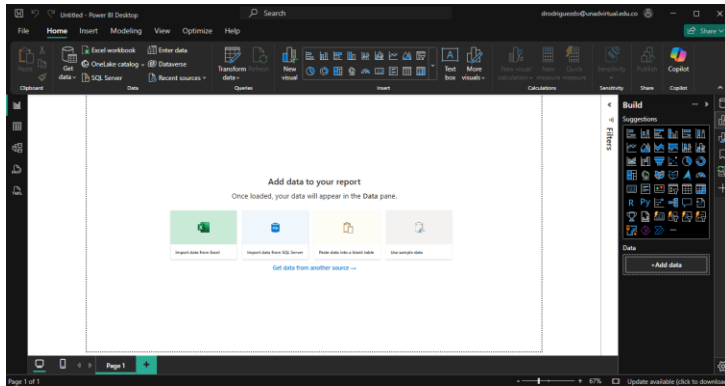 Untitled - Power BI Desktop
Search
drodriguezdo@unadvirtual.edu.co
File Home Insert Modeling View Optimize Help
Share
Paste
Get data
Excel workbook
OneLake catalog
SQL Server
Enter data
Dataverse
Recent sources
Transform data
Refresh
New visual
Text box
More visuals
New visual calculation
New measure
Quick measure
Sensitivity
Publish
Copilot
Clipboard Data Queries Insert Calculations Sensitivity Share Copilot
Filters
Build
Suggestions
R Py
Data
+Add data
Add data to your report
Once loaded, your data will appear in the Data pane.
Import data from Excel
Import data from SQL Server
Paste data into a blank table
Use sample data
Get data from another source →
Page 1
Page 1 of 1
67%
Update available (click to download